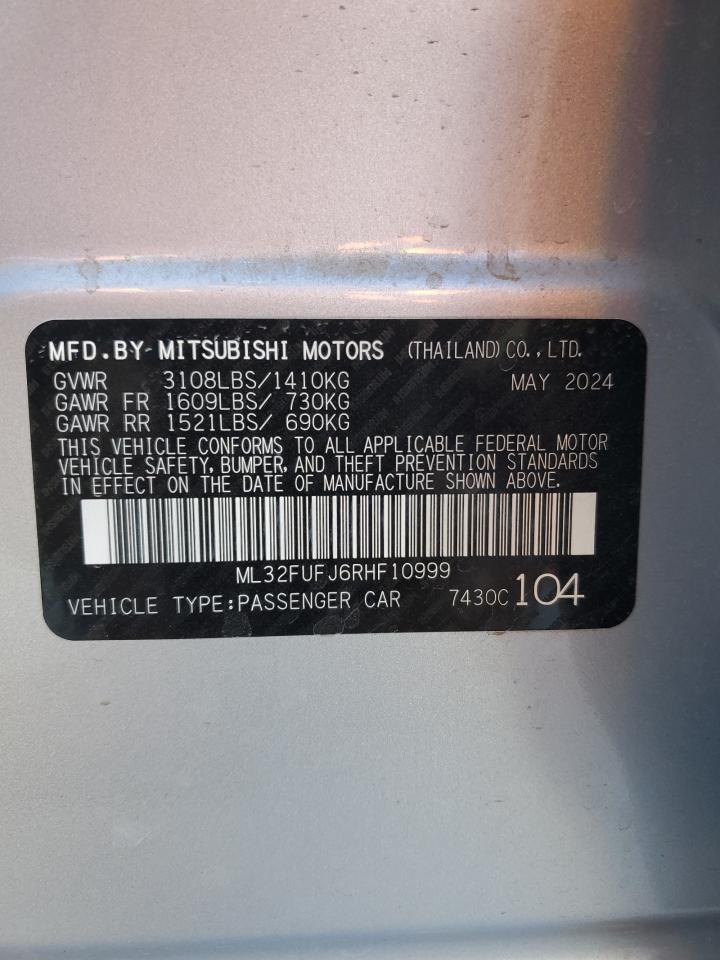 MFD.BY MITSUBISHI MOTORS (THAILAND) CO.,LTD.
GVWR 3108LBS/1410KG MAY 2024
GAWR FR 1609LBS/ 730KG
GAWR RR 1521LBS/ 690KG
THIS VEHICLE CONFORMS TO ALL APPLICABLE FEDERAL MOTOR
VEHICLE SAFETY, BUMPER, AND THEFT PREVENTION STANDARDS
IN EFFECT ON THE DATE OF MANUFACTURE SHOWN ABOVE.
ML32FUFJ6RHF10999
VEHICLE TYPE:PASSENGER CAR 7430C 104